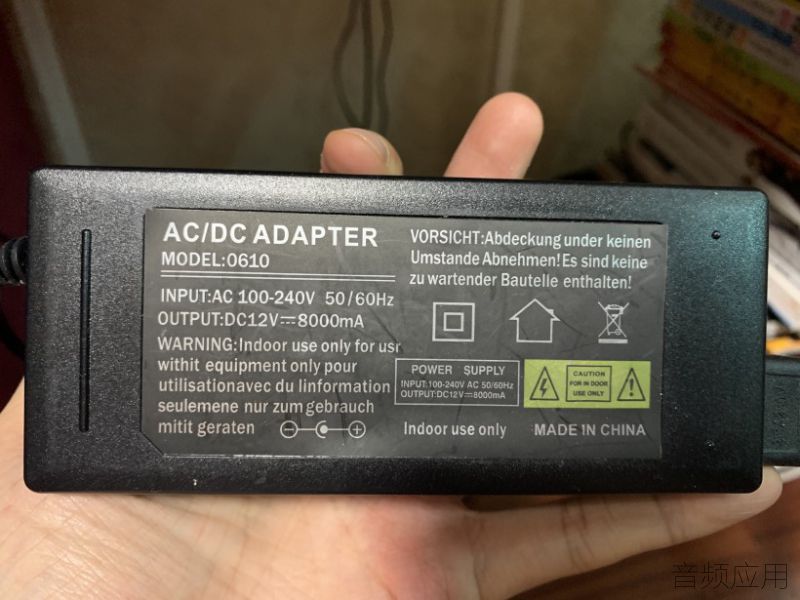 AC/DC ADAPTER
MODEL:0610
INPUT:AC 100-240V 50/60Hz
OUTPUT:DC12V⎓8000mA
WARNING:Indoor use only for usr
withit equipment only pour
utilisationavec du linformation
seulemene nur zum gebrauch
mitit geraten
VORSICHT:Abdeckung under keinen
Umstande Abnehmen!Es sind keine
zu wartender Bautelle enthalten!
POWER SUPPLY
INPUT:100-240V AC 50/60Hz
OUTPUT:DC12V⎓8000mA
CAUTION
FOR IN DOOR
USE ONLY
Indoor use only
MADE IN CHINA
音频应用